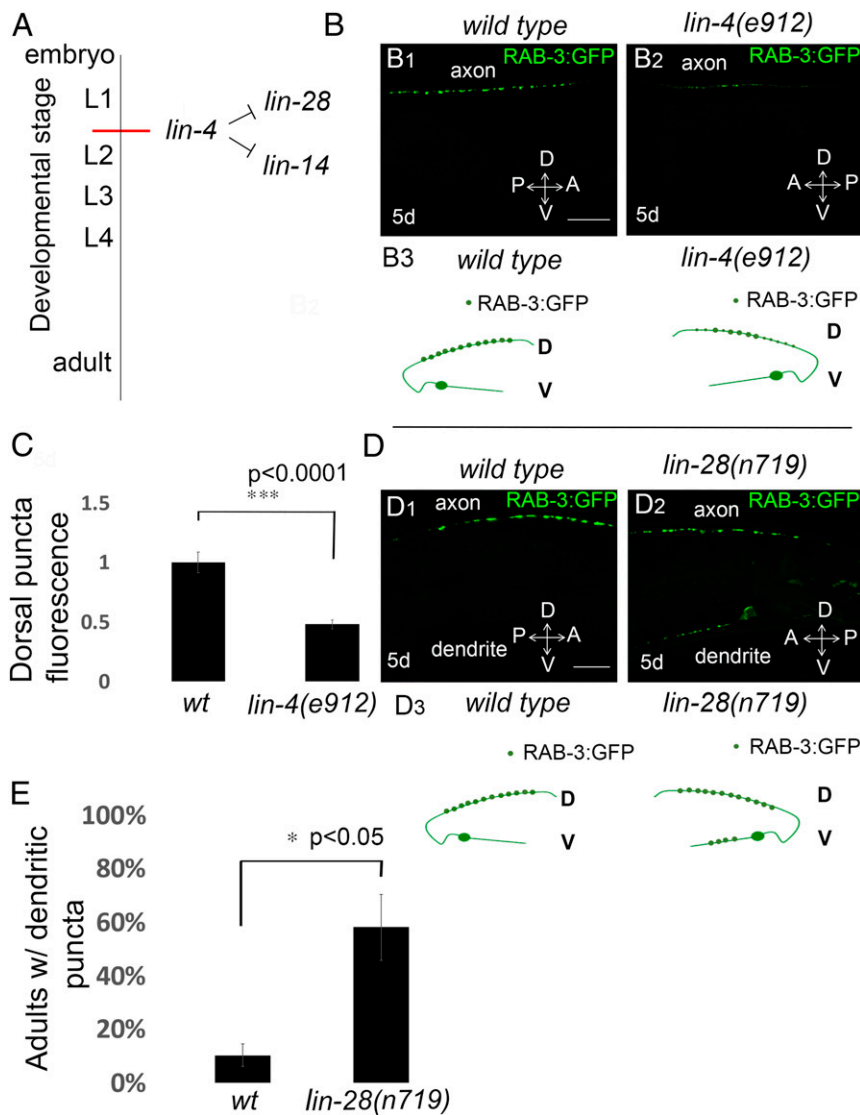 A
Developmental stage
embryo
L1
L2
L3
L4
adult
lin-4
lin-28
lin-14
B
wild type
lin-4(e912)
B1
RAB-3:GFP
axon
D
P A
V
5d
B2
RAB-3:GFP
axon
D
A P
V
5d
B3
wild type
lin-4(e912)
RAB-3:GFP
D
V
RAB-3:GFP
D
V
B2
C
p<0.0001
***
Dorsal puncta
fluorescence
1.5
1
0.5
0
wt
lin-4(e912)
D
wild type
lin-28(n719)
D1
RAB-3:GFP
axon
D
P A
V
5d
dendrite
D2
RAB-3:GFP
axon
D
A P
V
5d
dendrite
D3
wild type
lin-28(n719)
RAB-3:GFP
D
V
RAB-3:GFP
D
V
E
Adults w/ dendritic
puncta
100%
80%
60%
40%
20%
0%
* p<0.05
wt
lin-28(n719)